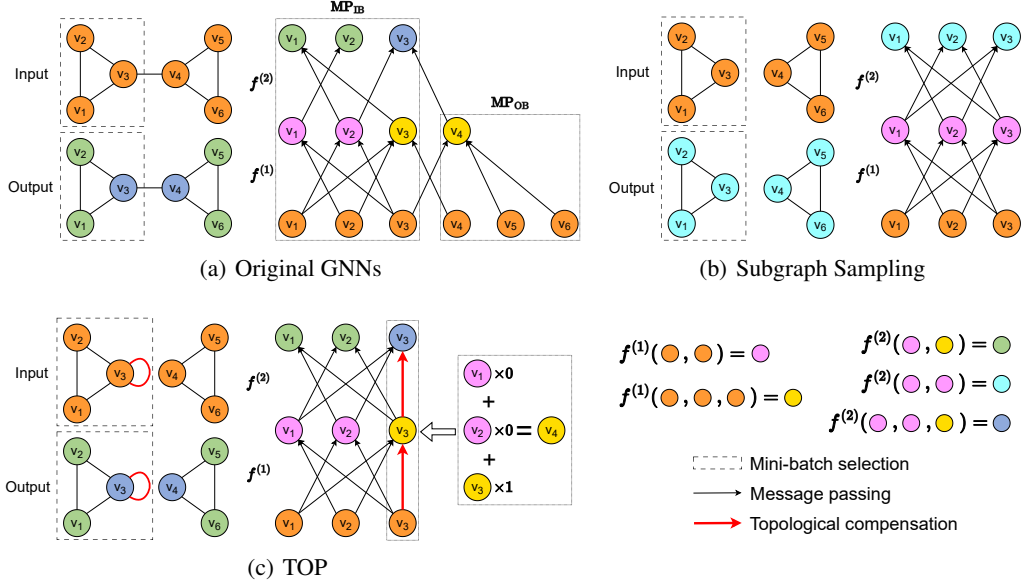 MP_IB
v₂
v₅
v₁
v₂
v₃
Input
v₃
v₄
f⁽²⁾
MP_OB
v₁
v₆
v₁
v₂
v₃
v₄
v₂
v₅
Output
v₃
v₄
f⁽¹⁾
v₁
v₆
v₁
v₂
v₃
v₄
v₅
v₆
(a) Original GNNs
v₂
v₅
v₁
v₂
v₃
Input
v₃
v₄
f⁽²⁾
v₁
v₆
v₁
v₂
v₃
v₂
v₅
Output
v₃
v₄
f⁽¹⁾
v₁
v₆
v₁
v₂
v₃
(b) Subgraph Sampling
v₂
v₅
v₁
v₂
v₃
Input
v₃
v₄
f⁽²⁾
v₁
v₆
v₁
v₂
v₃
v₂
v₅
Output
v₃
v₄
f⁽¹⁾
v₁
v₆
v₁
v₂
v₃
v₁ ×0
+
v₂ ×0 = v₄
+
v₃ ×1
(c) TOP
f⁽¹⁾( , ) =
f⁽¹⁾( , , ) =
f⁽²⁾( , ) =
f⁽²⁾( , ) =
f⁽²⁾( , , ) =
Mini-batch selection
Message passing
Topological compensation